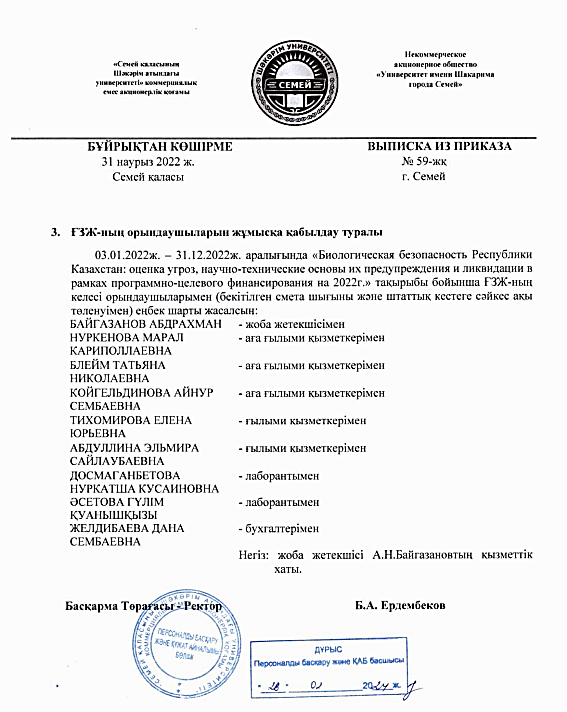 «Семей қаласының
Шәкәрім атындағы
университеті» коммерциялық
емес акционерлік қоғамы
ШӘКӘРІМ УНИВЕРСИТЕТІ
СЕМЕЙ
Некоммерческое
акционерное общество
«Университет имени Шакарима
города Семей»
БҰЙРЫҚТАН КӨШІРМЕ
31 наурыз 2022 ж.
Семей қаласы
ВЫПИСКА ИЗ ПРИКАЗА
№ 59-жқ
г. Семей
3. ҒЗЖ-ның орындаушыларын жұмысқа қабылдау туралы
03.01.2022ж. – 31.12.2022ж. аралығында «Биологическая безопасность Республики
Казахстан: оценка угроз, научно-технические основы их предупреждения и ликвидации в
рамках программно-целевого финансирования на 2022г.» тақырыбы бойынша ҒЗЖ-ның
келесі орындаушыларымен (бекітілген смета шығыны және штаттық кестеге сәйкес ақы
төленуімен) еңбек шарты жасалсын:
БАЙГАЗАНОВ АБДРАХМАН - жоба жетекшісімен
НУРКЕНОВА МАРАЛ - аға ғылыми қызметкерімен
КАРИПОЛЛАЕВНА
БЛЕЙМ ТАТЬЯНА - аға ғылыми қызметкерімен
НИКОЛАЕВНА
КОЙГЕЛЬДИНОВА АЙНУР - аға ғылыми қызметкерімен
СЕМБАЕВНА
ТИХОМИРОВА ЕЛЕНА - ғылыми қызметкерімен
ЮРЬЕВНА
АБДУЛЛИНА ЭЛЬМИРА - ғылыми қызметкерімен
САЙЛАУБАЕВНА
ДОСМАГАНБЕТОВА - лаборантымен
НУРКАТША КУСАИНОВНА
ӘСЕТОВА ГҮЛІМ - лаборантымен
ҚУАНЫШҚЫЗЫ
ЖЕЛДИБАЕВА ДАНА - бухгалтерімен
СЕМБАЕВНА
Негіз: жоба жетекшісі А.Н.Байгазановтың қызметтік
хаты.
Басқарма Төрағасы - Ректор
Б.А. Ердембеков
ПЕРСОНАЛДЫ БАСҚАРУ
ЖӘНЕ ҚҰЖАТ АЙНАЛЫМЫ
БӨЛІМІ
ДҰРЫС
Персоналды басқару және ҚАБ басшысы
2024 ж.